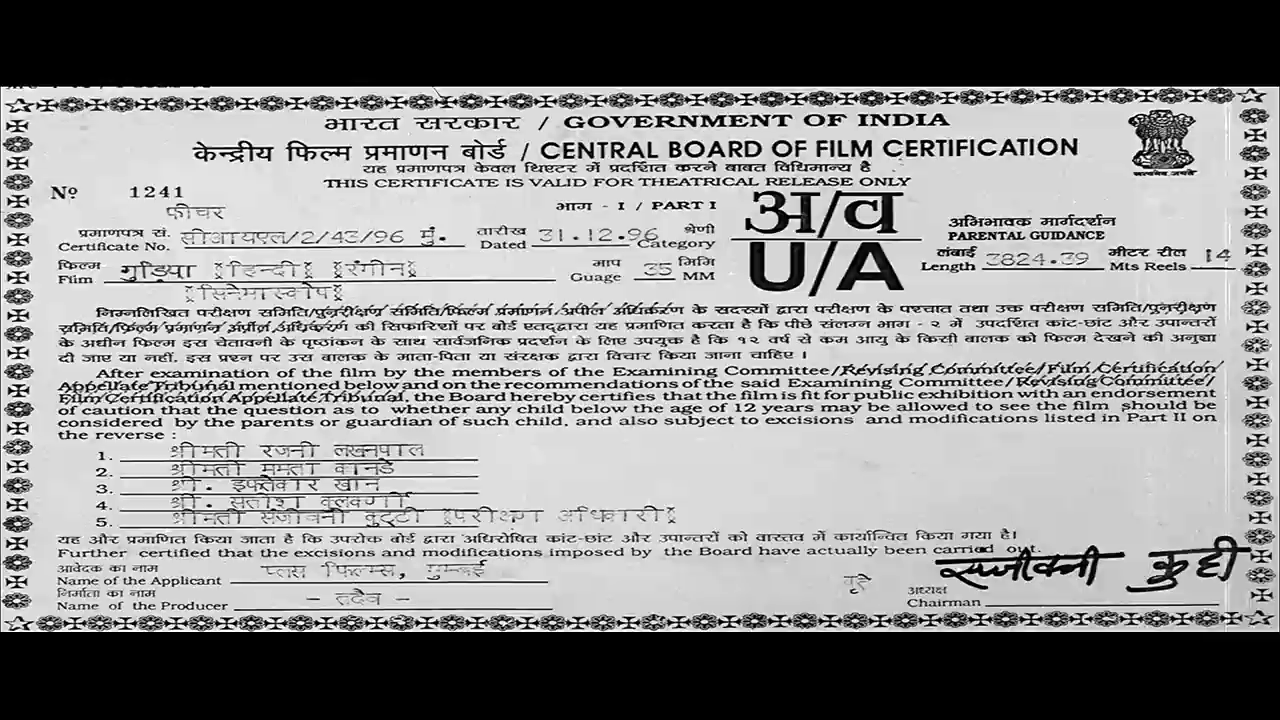 भारत सरकार / GOVERNMENT OF INDIA
केन्द्रीय फिल्म प्रमाणन बोर्ड / CENTRAL BOARD OF FILM CERTIFICATION
यह प्रमाणपत्र केवल थिएटर में प्रदर्शित करने बाबत विधिमान्य है
THIS CERTIFICATE IS VALID FOR THEATRICAL RELEASE ONLY
सत्यमेव जयते
Nº 1241
फीचर
भाग - I / PART I
अ/व
U/A
अभिभावक मार्गदर्शन
PARENTAL GUIDANCE
प्रमाणपत्र सं. सीआयएल/2/43/96 मुं. तारीख 31.12.96 श्रेणी
Certificate No. Dated Category
लंबाई 3824.39 मीटर रील 14
Length Mts Reels
फिल्म गुडिया (हिन्दी) (रंगीन) माप 35 मिमि
Film Guage MM
(सिनेमास्कोप)
निम्नलिखित परीक्षण समिति/पुनरीक्षण समिति/फिल्म प्रमाणन अपील अधिकरण के सदस्यों द्वारा परीक्षण के पश्चात तथा उक्त परीक्षण समिति/पुनरीक्षण
समिति/फिल्म प्रमाणन अपील अधिकरण की सिफारिशों पर बोर्ड एतद्द्वारा यह प्रमाणित करता है कि पीछे संलग्न भाग - २ में उपदर्शित कांट-छांट और उपान्तरों
के अधीन फिल्म इस चेतावनी के पृष्ठांकन के साथ सार्वजनिक प्रदर्शन के लिए उपयुक्त है कि १२ वर्ष से कम आयु के किसी बालक को फिल्म देखने की अनुज्ञा
दी जाए या नहीं, इस प्रश्न पर उस बालक के माता-पिता या संरक्षक द्वारा विचार किया जाना चाहिए ।
After examination of the film by the members of the Examining Committee/Revising Committee/Film Certification
Appellate Tribunal mentioned below and on the recommendations of the said Examining Committee/Revising Committee/
Film Certification Appellate Tribunal, the Board hereby certifies that the film is fit for public exhibition with an endorsement
of caution that the question as to whether any child below the age of 12 years may be allowed to see the film should be
considered by the parents or guardian of such child, and also subject to excisions and modifications listed in Part II on
the reverse :
1. श्रीमती रजनी लखनपाल
2. श्रीमती ममता कानडे
3. श्री. इफ्तेखार खान
4. श्री. सतीश कुलकर्णी
5. श्रीमती संजीवनी कुट्टी (परीक्षण अधिकारी)
यह और प्रमाणित किया जाता है कि उपरोक्त बोर्ड द्वारा अधिरोपित कांट-छांट और उपान्तरों को वास्तव में कार्यान्वित किया गया है।
Further certified that the excisions and modifications imposed by the Board have actually been carried out.
आवेदक का नाम प्लस फिल्म्स, मुम्बई
Name of the Applicant
संजीवनी कुट्टी
निर्माता का नाम - तदैव -
Name of the Producer
अध्यक्ष
Chairman